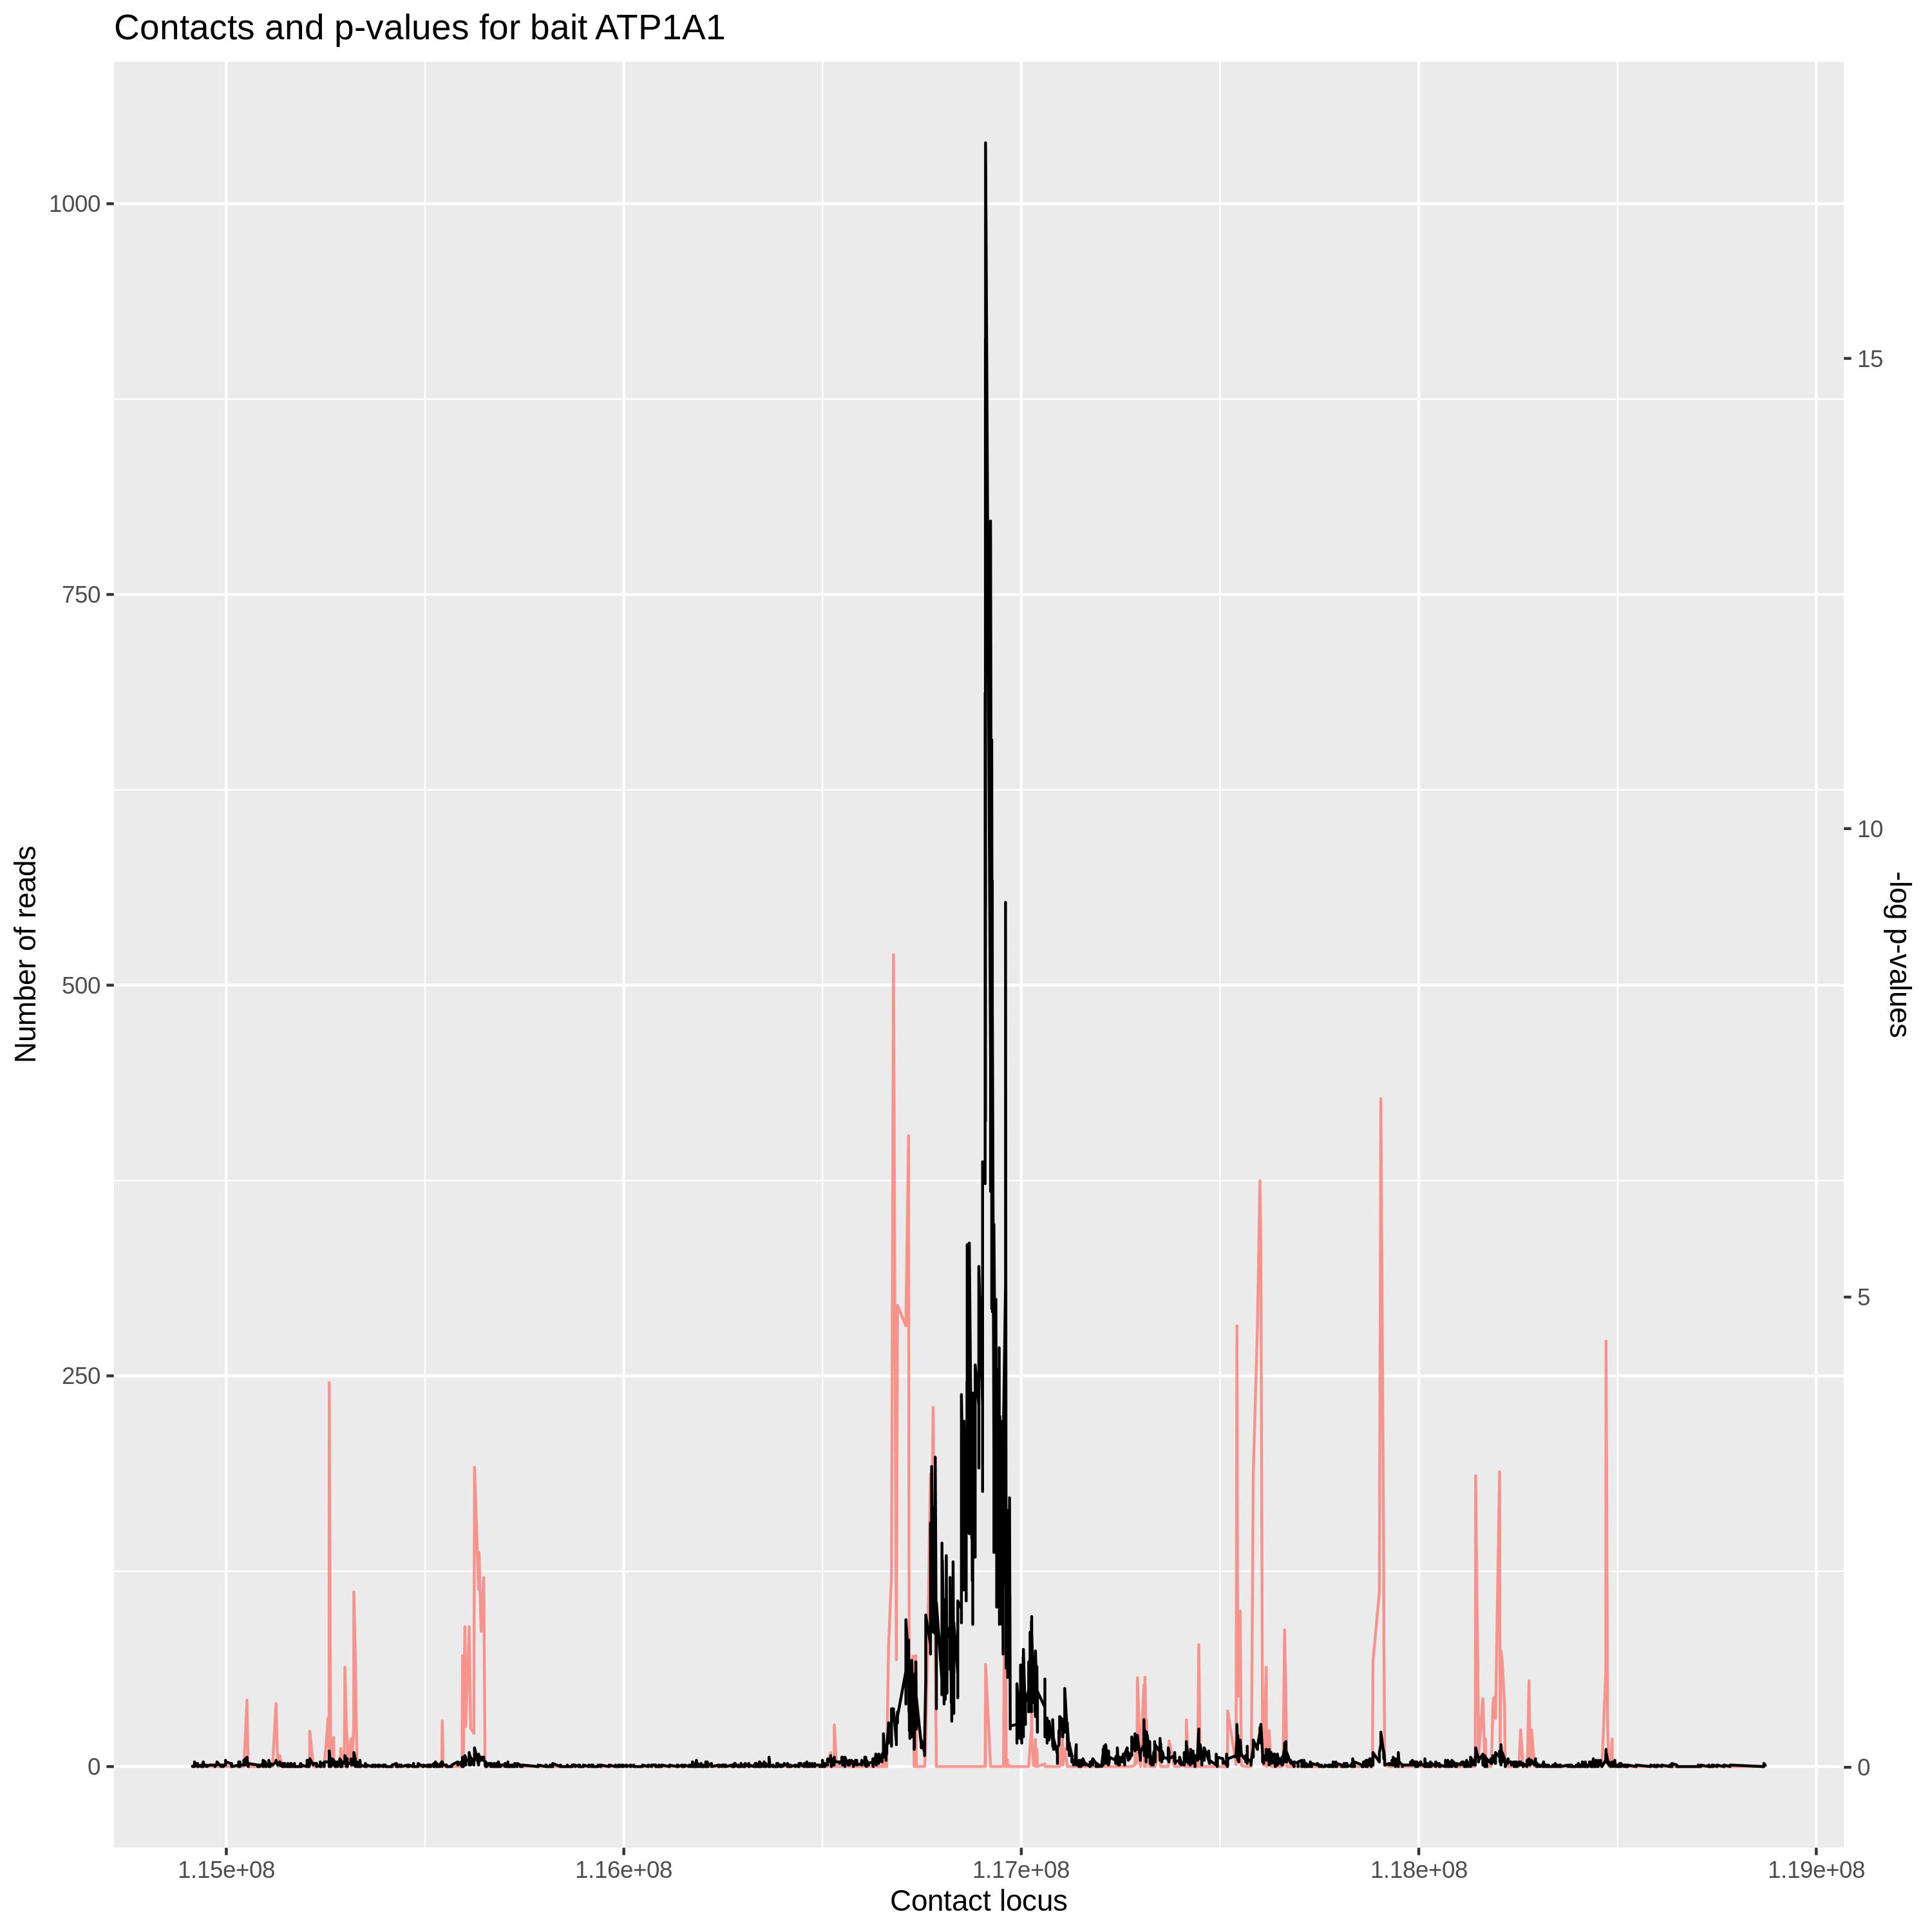 Contacts and p-values for bait ATP1A1
1000
750
500
250
0
Number of reads
15
10
5
0
-log p-values
1.15e+08
1.16e+08
1.17e+08
1.18e+08
1.19e+08
Contact locus